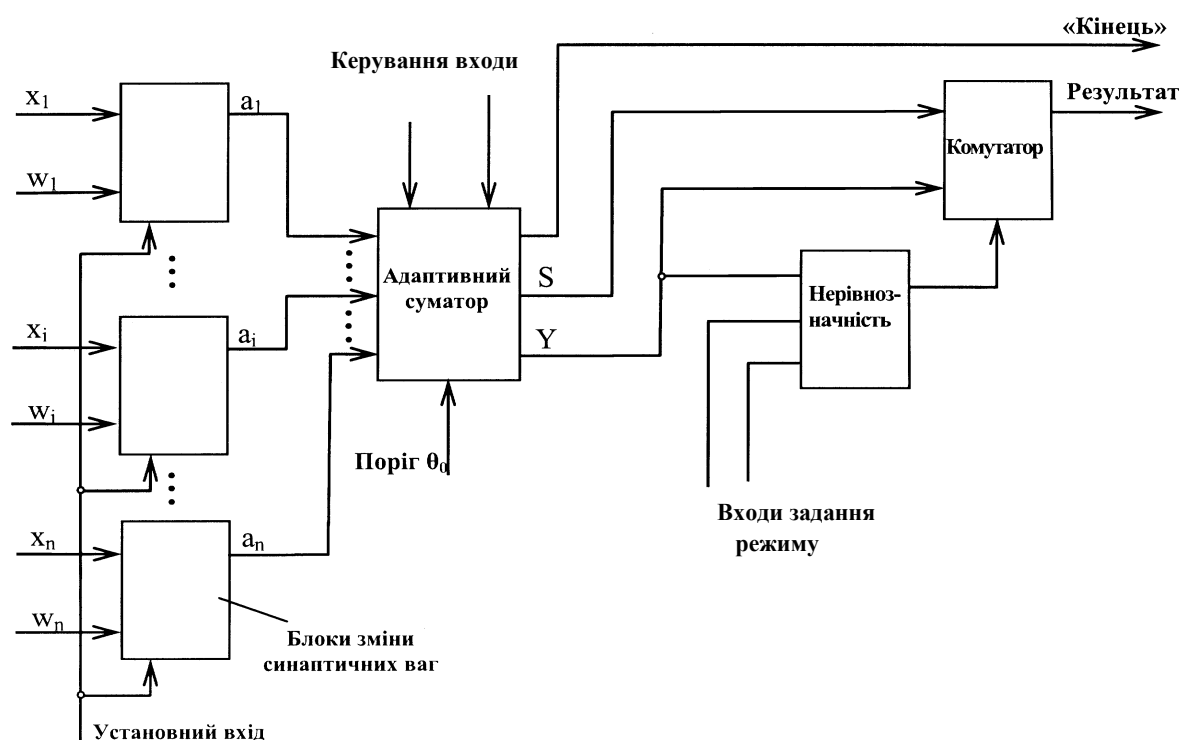 «Кінець»
Керування входи
Результат
x1
a1
Комутатор
w1
Адаптивний
суматор
S
Y
Нерівноз-
начність
xi
ai
wi
Поріг θ0
Входи задання
режиму
xn
an
wn
Блоки зміни
синаптичних ваг
Установний вхід